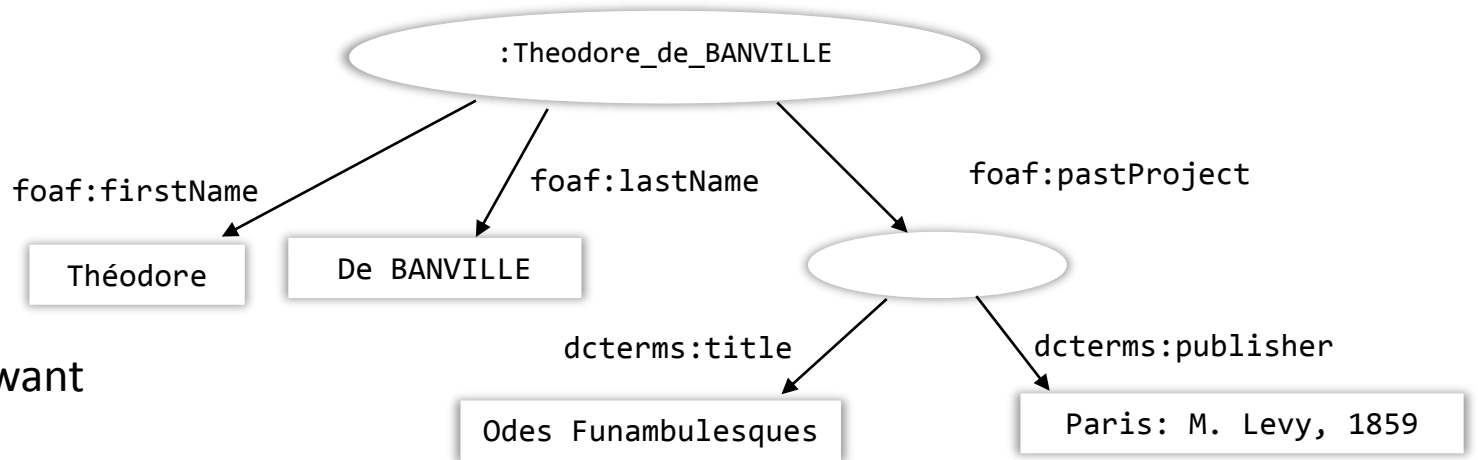 :Theodore_de_BANVILLE
foaf:firstName
foaf:lastName
foaf:pastProject
Théodore
De BANVILLE
dcterms:title
dcterms:publisher
want
Odes Funambulesques
Paris: M. Levy, 1859